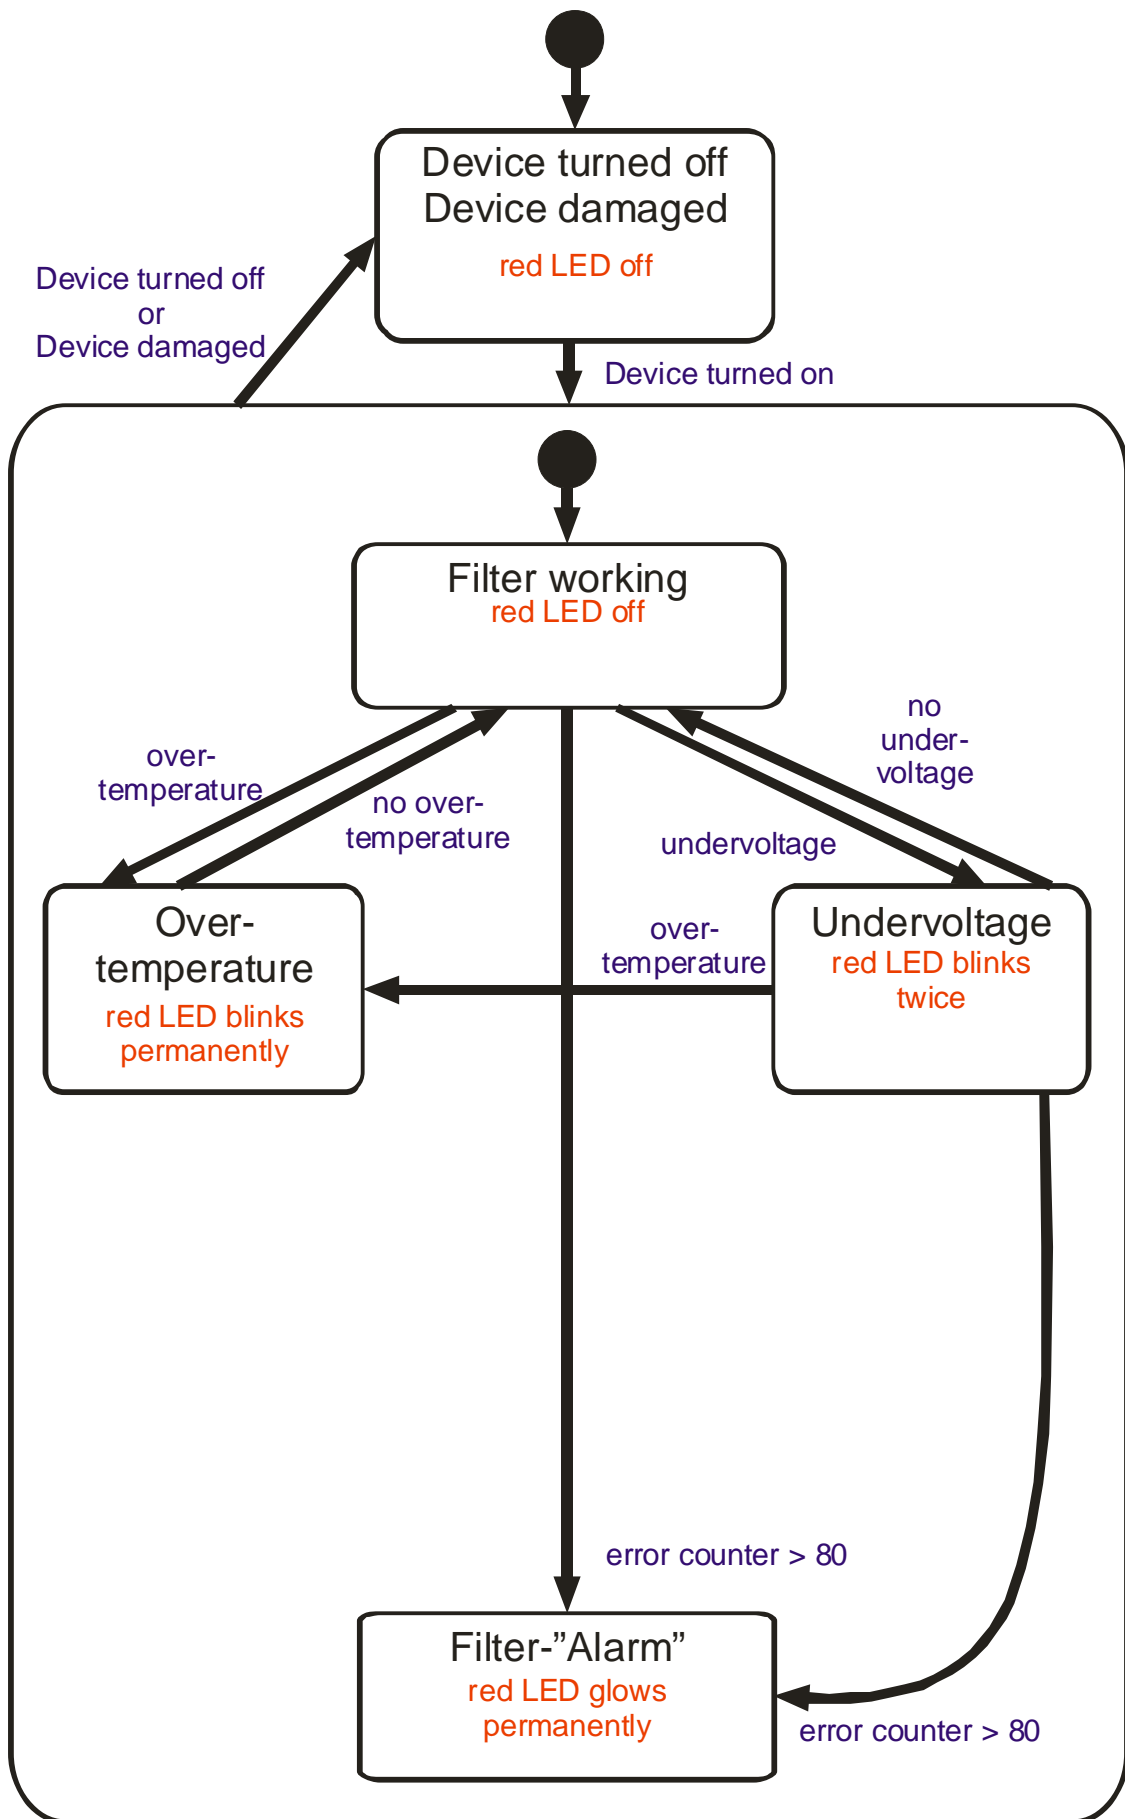 Device turned off
Device damaged
red LED off
Device turned off
or
Device damaged
Device turned on
Filter working
red LED off
over-
temperature
no over-
temperature
no
under-
voltage
undervoltage
Over-
temperature
red LED blinks
permanently
over-
temperature
Undervoltage
red LED blinks
twice
error counter > 80
Filter-”Alarm”
red LED glows
permanently
error counter > 80